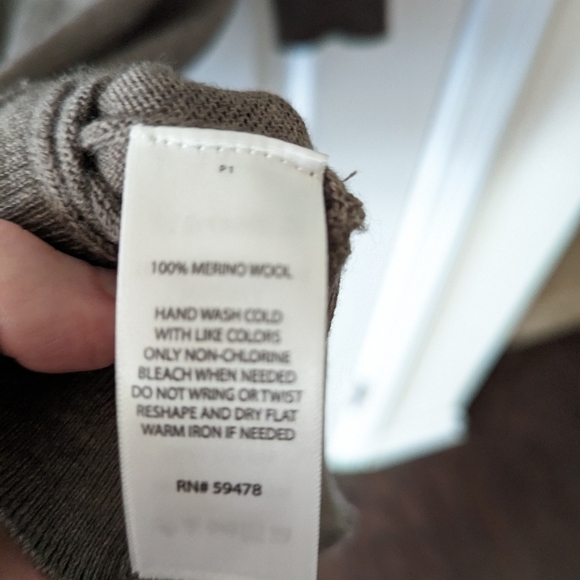 P1
100% MERINO WOOL
HAND WASH COLD
WITH LIKE COLORS
ONLY NON-CHLORINE
BLEACH WHEN NEEDED
DO NOT WRING OR TWIST
RESHAPE AND DRY FLAT
WARM IRON IF NEEDED
RN# 59478